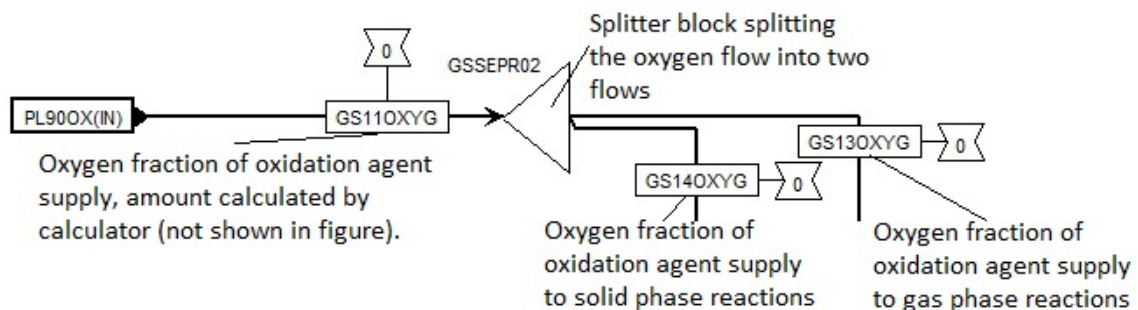 Splitter block splitting
the oxygen flow into two
flows
0
GSSEPR02
PL90OX(IN)
GS11OXYG
GS13OXYG
0
GS14OXYG
0
Oxygen fraction of oxidation agent
supply, amount calculated by
calculator (not shown in figure).
Oxygen fraction of
oxidation agent supply
to solid phase reactions
Oxygen fraction of
oxidation agent supply
to gas phase reactions